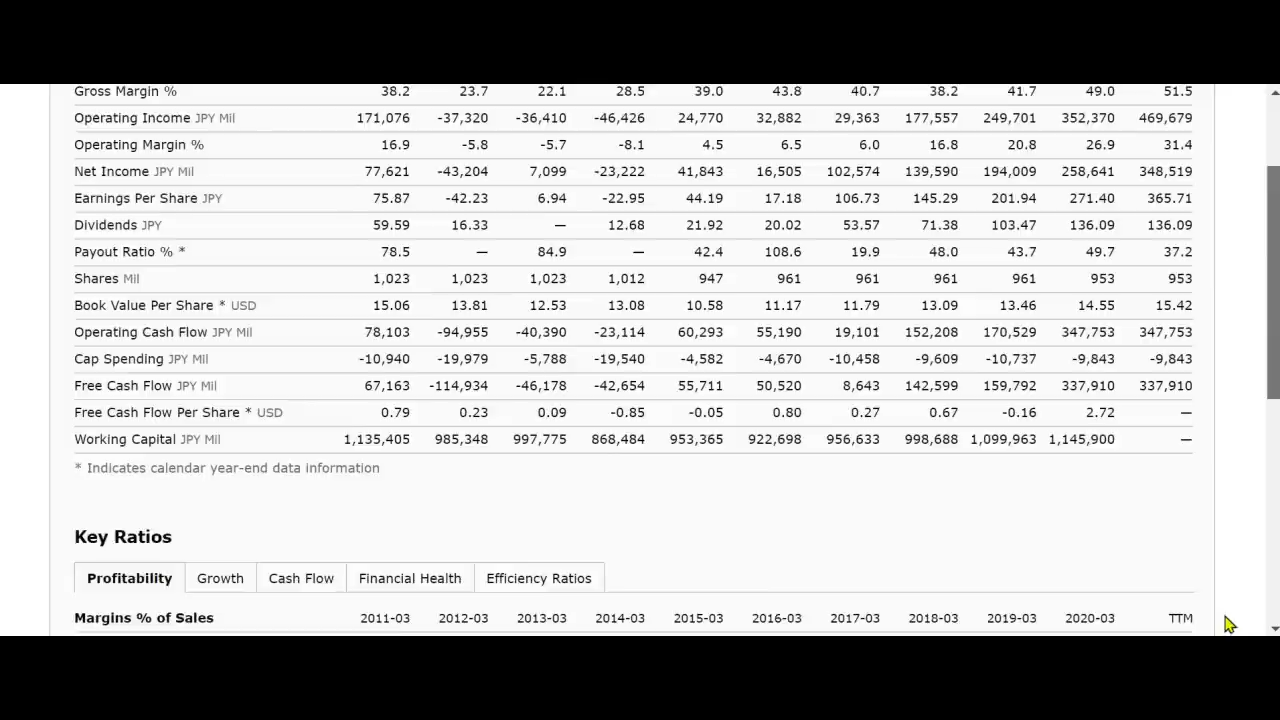 Gross Margin % 38.2 23.7 22.1 28.5 39.0 43.8 40.7 38.2 41.7 49.0 51.5
Operating Income JPY Mil 171,076 -37,320 -36,410 -46,426 24,770 32,882 29,363 177,557 249,701 352,370 469,679
Operating Margin % 16.9 -5.8 -5.7 -8.1 4.5 6.5 6.0 16.8 20.8 26.9 31.4
Net Income JPY Mil 77,621 -43,204 7,099 -23,222 41,843 16,505 102,574 139,590 194,009 258,641 348,519
Earnings Per Share JPY 75.87 -42.23 6.94 -22.95 44.19 17.18 106.73 145.29 201.94 271.40 365.71
Dividends JPY 59.59 16.33 — 12.68 21.92 20.02 53.57 71.38 103.47 136.09 136.09
Payout Ratio % * 78.5 — 84.9 — 42.4 108.6 19.9 48.0 43.7 49.7 37.2
Shares Mil 1,023 1,023 1,023 1,012 947 961 961 961 961 953 953
Book Value Per Share * USD 15.06 13.81 12.53 13.08 10.58 11.17 11.79 13.09 13.46 14.55 15.42
Operating Cash Flow JPY Mil 78,103 -94,955 -40,390 -23,114 60,293 55,190 19,101 152,208 170,529 347,753 347,753
Cap Spending JPY Mil -10,940 -19,979 -5,788 -19,540 -4,582 -4,670 -10,458 -9,609 -10,737 -9,843 -9,843
Free Cash Flow JPY Mil 67,163 -114,934 -46,178 -42,654 55,711 50,520 8,643 142,599 159,792 337,910 337,910
Free Cash Flow Per Share * USD 0.79 0.23 0.09 -0.85 -0.05 0.80 0.27 0.67 -0.16 2.72 —
Working Capital JPY Mil 1,135,405 985,348 997,775 868,484 953,365 922,698 956,633 998,688 1,099,963 1,145,900 —
* Indicates calendar year-end data information
Key Ratios
Profitability Growth Cash Flow Financial Health Efficiency Ratios
Margins % of Sales 2011-03 2012-03 2013-03 2014-03 2015-03 2016-03 2017-03 2018-03 2019-03 2020-03 TTM